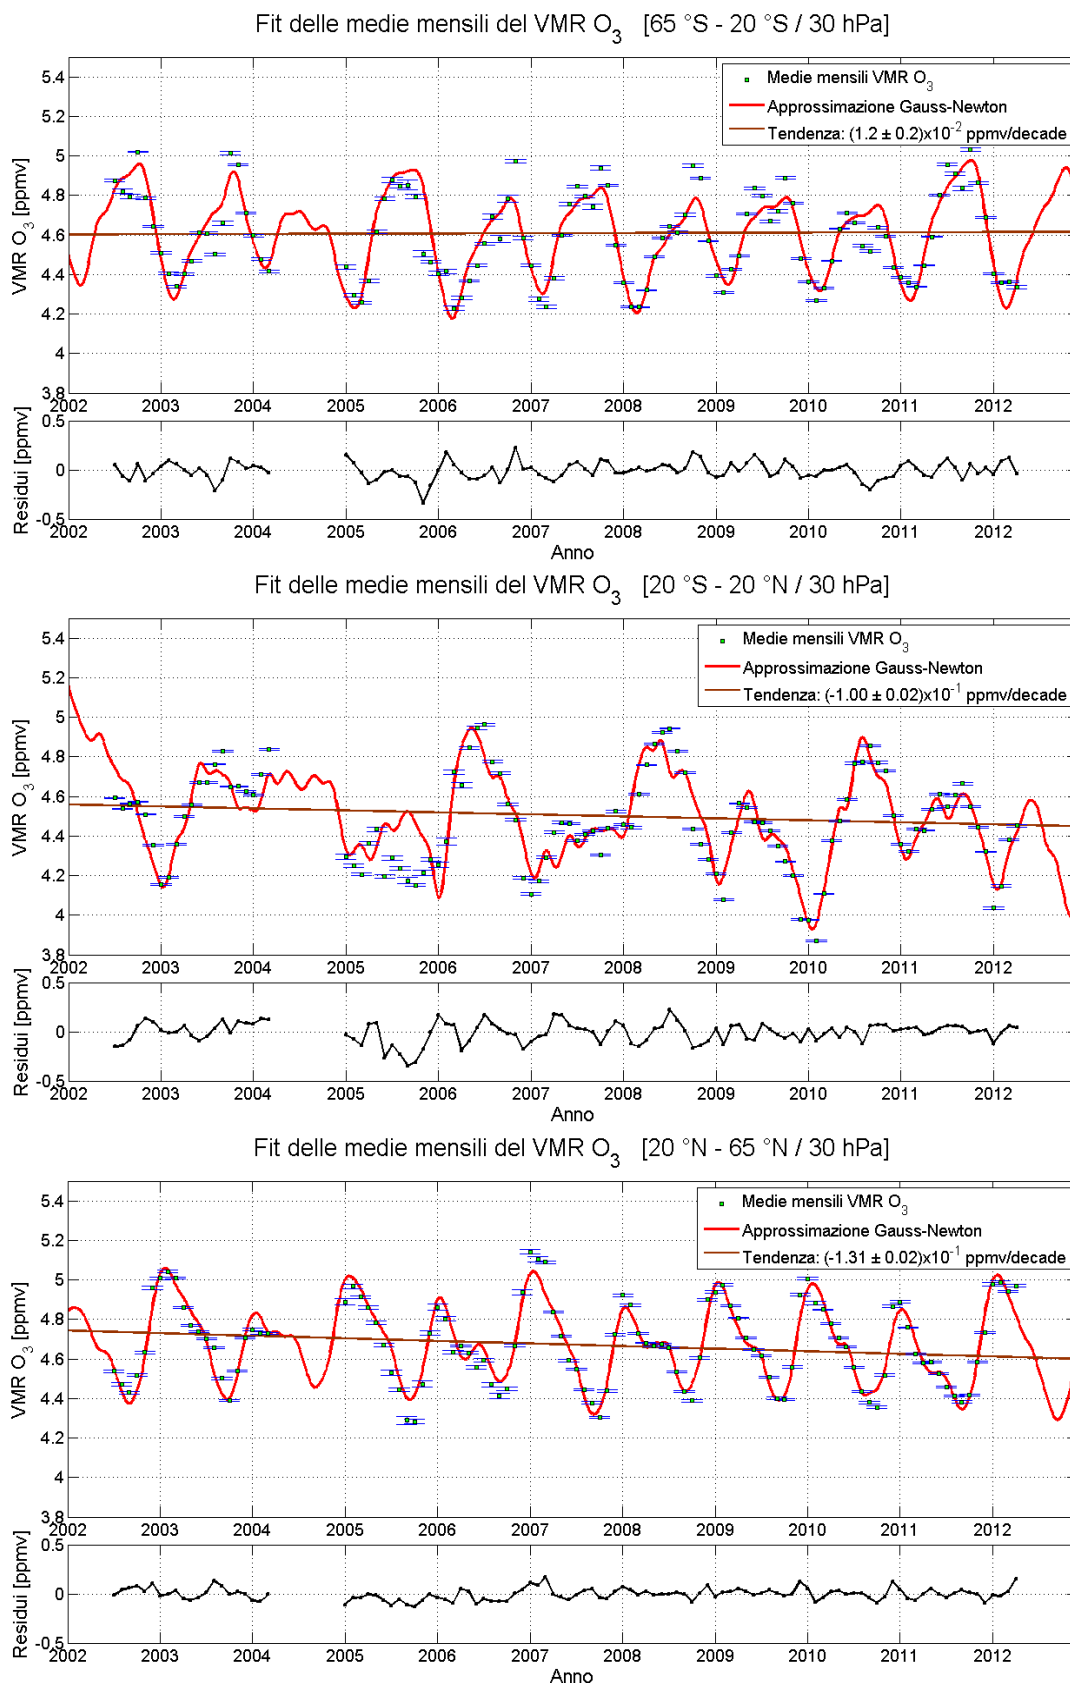 Fit delle medie mensili del VMR O3 [65 °S - 20 °S / 30 hPa]
VMR O3 [ppmv]
5.4
5.2
5
4.8
4.6
4.4
4.2
4
3.8
Medie mensili VMR O3
Approssimazione Gauss-Newton
Tendenza: (1.2 ± 0.2)x10-2 ppmv/decade
2002 2003 2004 2005 2006 2007 2008 2009 2010 2011 2012
Residui [ppmv]
0.5
0
-0.5
2002 2003 2004 2005 2006 2007 2008 2009 2010 2011 2012
Anno
Fit delle medie mensili del VMR O3 [20 °S - 20 °N / 30 hPa]
VMR O3 [ppmv]
5.4
5.2
5
4.8
4.6
4.4
4.2
4
3.8
Medie mensili VMR O3
Approssimazione Gauss-Newton
Tendenza: (-1.00 ± 0.02)x10-1 ppmv/decade
2002 2003 2004 2005 2006 2007 2008 2009 2010 2011 2012
Residui [ppmv]
0.5
0
-0.5
2002 2003 2004 2005 2006 2007 2008 2009 2010 2011 2012
Anno
Fit delle medie mensili del VMR O3 [20 °N - 65 °N / 30 hPa]
VMR O3 [ppmv]
5.4
5.2
5
4.8
4.6
4.4
4.2
4
3.8
Medie mensili VMR O3
Approssimazione Gauss-Newton
Tendenza: (-1.31 ± 0.02)x10-1 ppmv/decade
2002 2003 2004 2005 2006 2007 2008 2009 2010 2011 2012
Residui [ppmv]
0.5
0
-0.5
2002 2003 2004 2005 2006 2007 2008 2009 2010 2011 2012
Anno